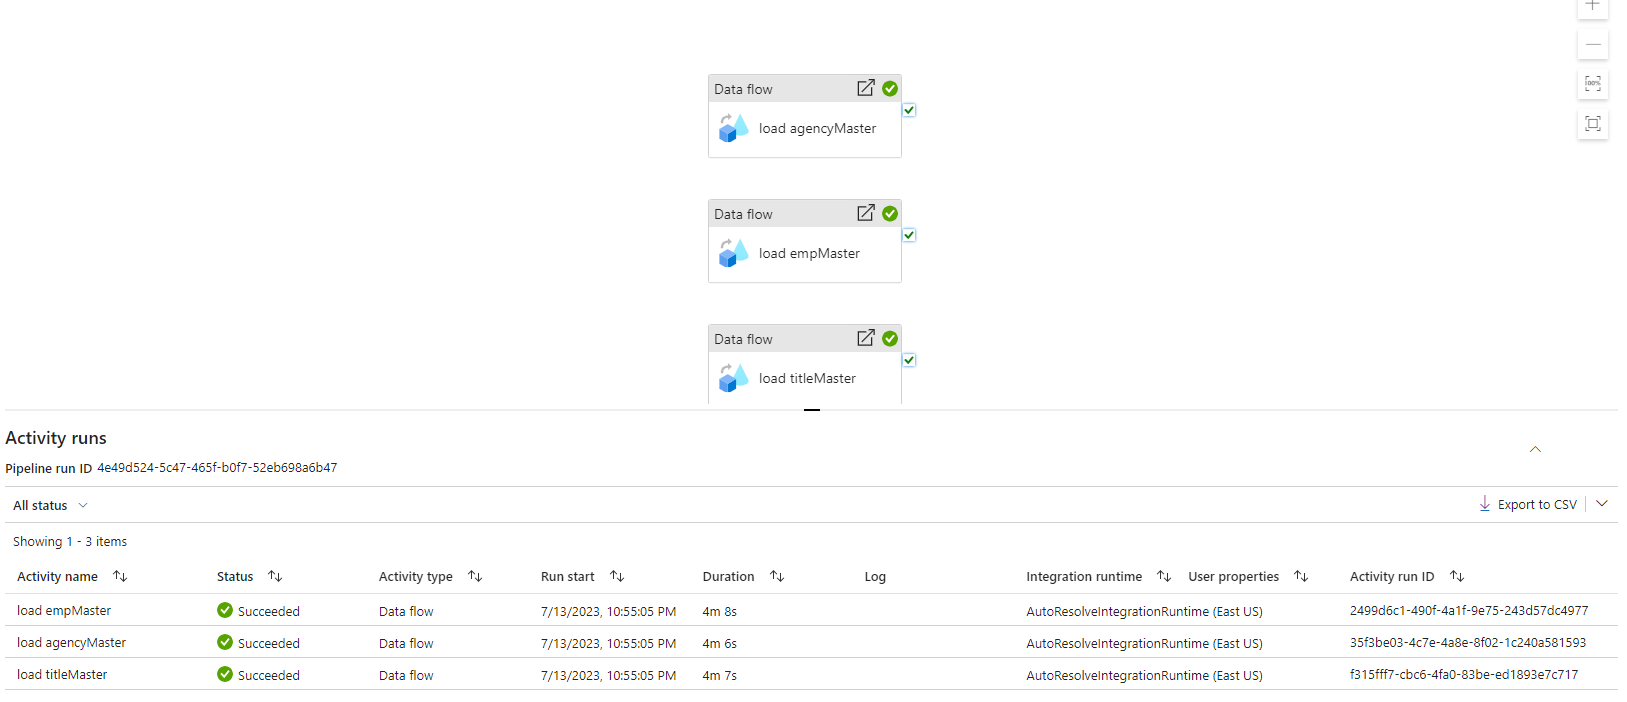 Data flow
load agencyMaster
Data flow
load empMaster
Data flow
load titleMaster
100%
Activity runs
Pipeline run ID 4e49d524-5c47-465f-b0f7-52eb698a6b47
All status
Export to CSV
Showing 1 - 3 items
Activity name Status Activity type Run start Duration Log Integration runtime User properties Activity run ID
load empMaster Succeeded Data flow 7/13/2023, 10:55:05 PM 4m 8s AutoResolveIntegrationRuntime (East US) 2499d6c1-490f-4a1f-9e75-243d57dc4977
load agencyMaster Succeeded Data flow 7/13/2023, 10:55:05 PM 4m 6s AutoResolveIntegrationRuntime (East US) 35f3be03-4c7e-4a8e-8f02-1c240a581593
load titleMaster Succeeded Data flow 7/13/2023, 10:55:05 PM 4m 7s AutoResolveIntegrationRuntime (East US) f315fff7-cbc6-4fa0-83be-ed1893e7c717